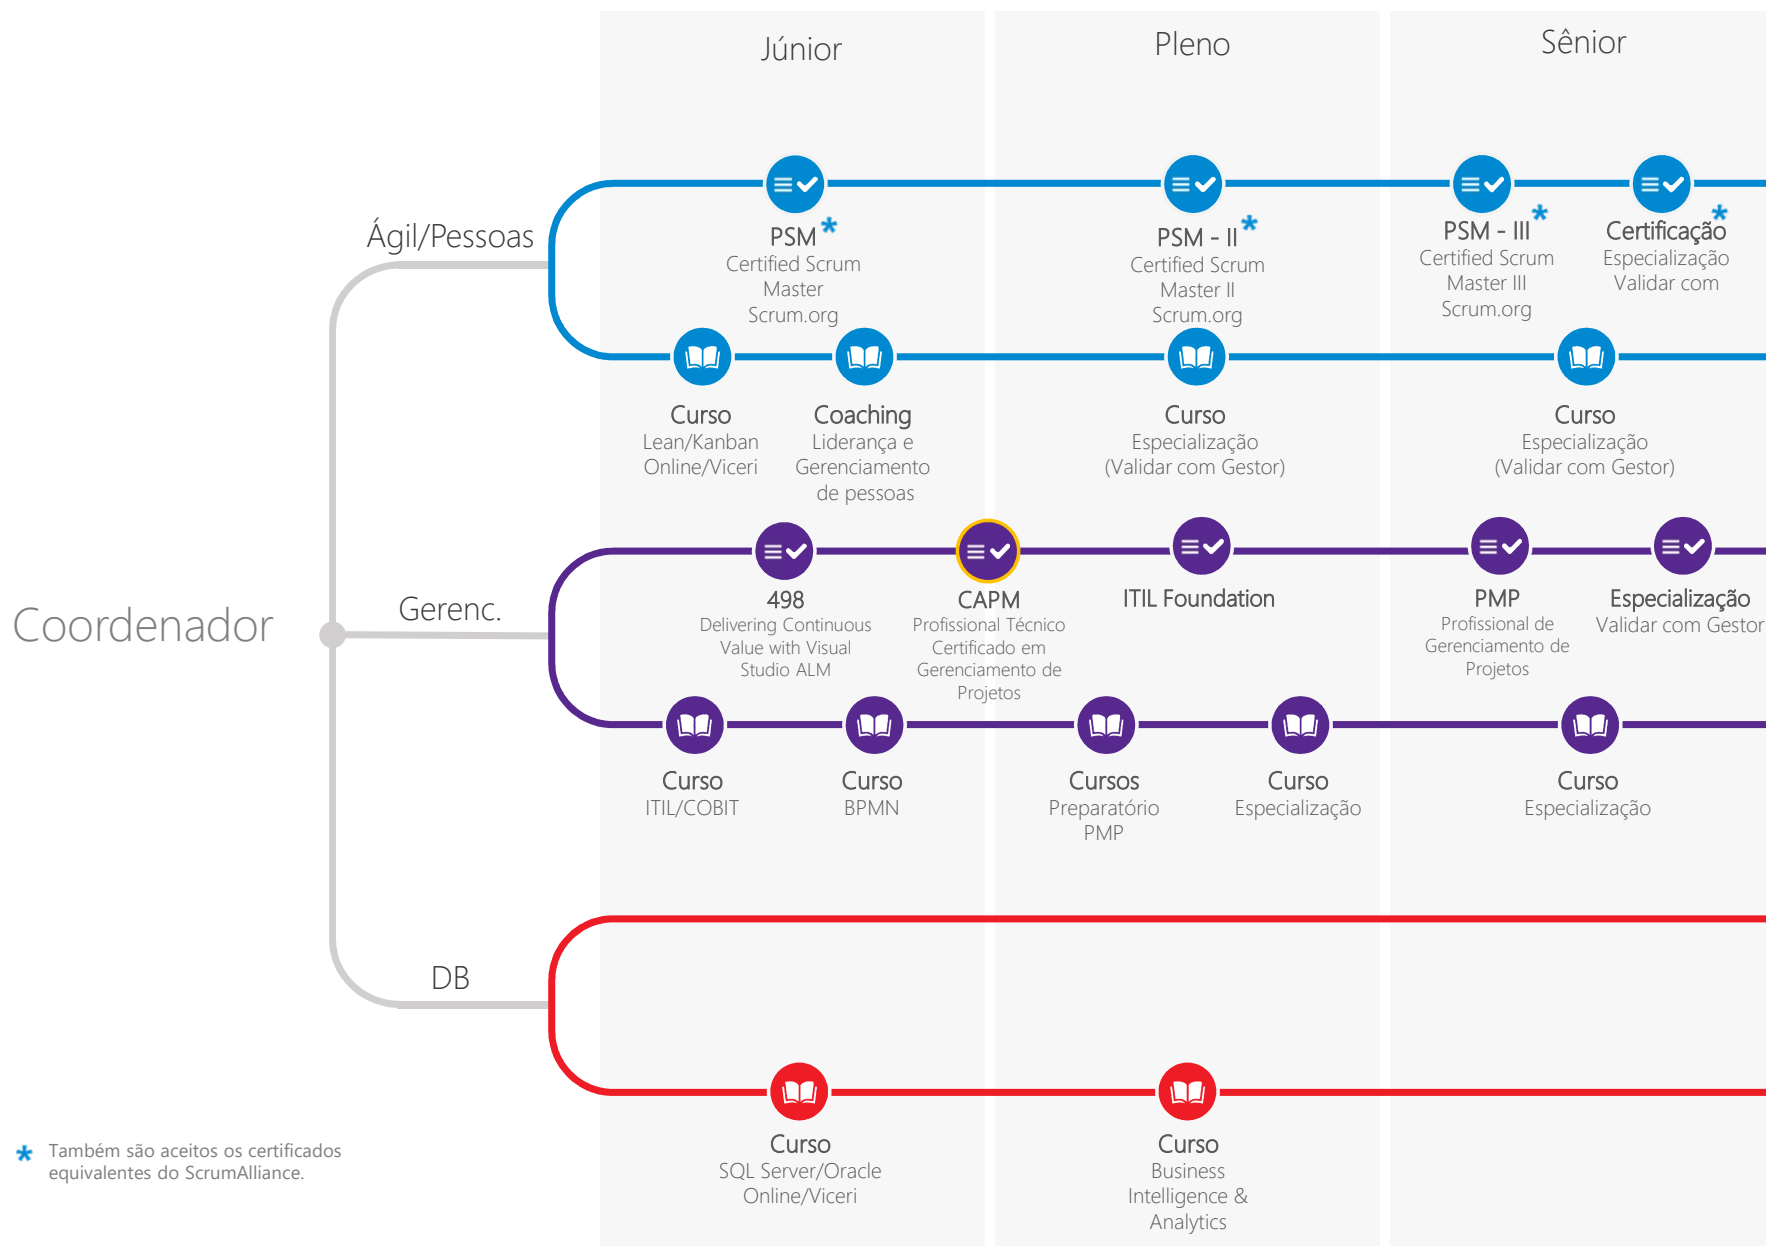 Júnior
Pleno
Sênior
Ágil/Pessoas
PSM *
Certified Scrum
Master
Scrum.org
PSM - II *
Certified Scrum
Master II
Scrum.org
PSM - III *
Certified Scrum
Master III
Scrum.org
Certificação *
Especialização
Validar com
Curso
Lean/Kanban
Online/Viceri
Coaching
Liderança e
Gerenciamento
de pessoas
Curso
Especialização
(Validar com Gestor)
Curso
Especialização
(Validar com Gestor)
Coordenador
Gerenc.
498
Delivering Continuous
Value with Visual
Studio ALM
CAPM
Profissional Técnico
Certificado em
Gerenciamento de
Projetos
ITIL Foundation
PMP
Profissional de
Gerenciamento de
Projetos
Especialização
Validar com Gestor
Curso
ITIL/COBIT
Curso
BPMN
Cursos
Preparatório
PMP
Curso
Especialização
Curso
Especialização
DB
Curso
SQL Server/Oracle
Online/Viceri
Curso
Business
Intelligence &
Analytics
* Também são aceitos os certificados
equivalentes do ScrumAlliance.